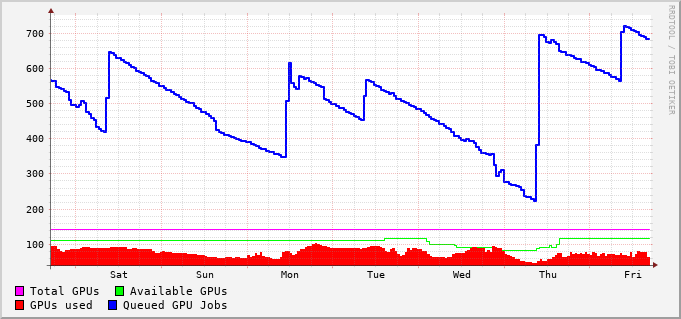 700
600
500
400
300
200
100
Sat Sun Mon Tue Wed Thu Fri
Total GPUs Available GPUs
GPUs used Queued GPU Jobs
RRDTOOL / TOBI OETIKER